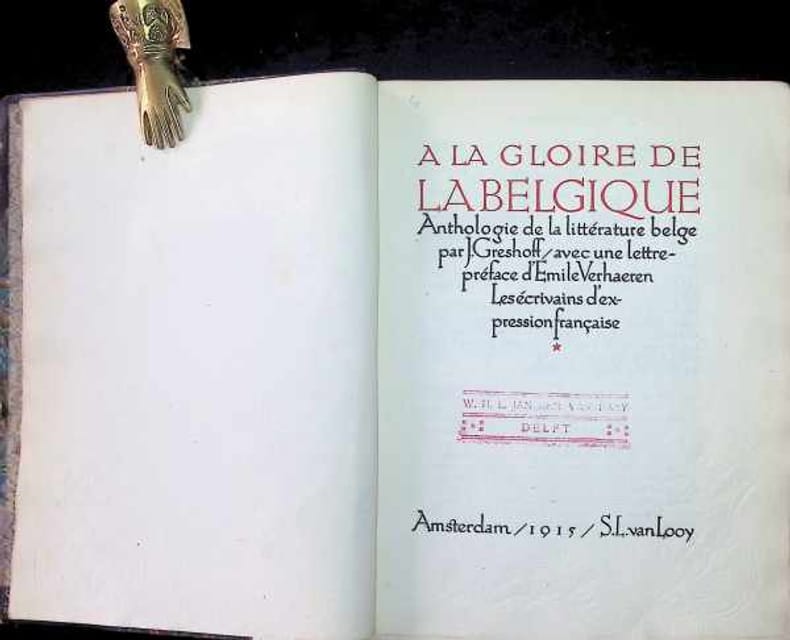 A LA GLOIRE DE
LA BELGIQUE
Anthologie de la littérature belge
par J. Greshoff / avec une lettre-
préface d'Emile Verhaeren
Les écrivains d'ex-
pression française
W. H. L. JAN
DELFT
Amsterdam / 1915 / S. L. van Looy